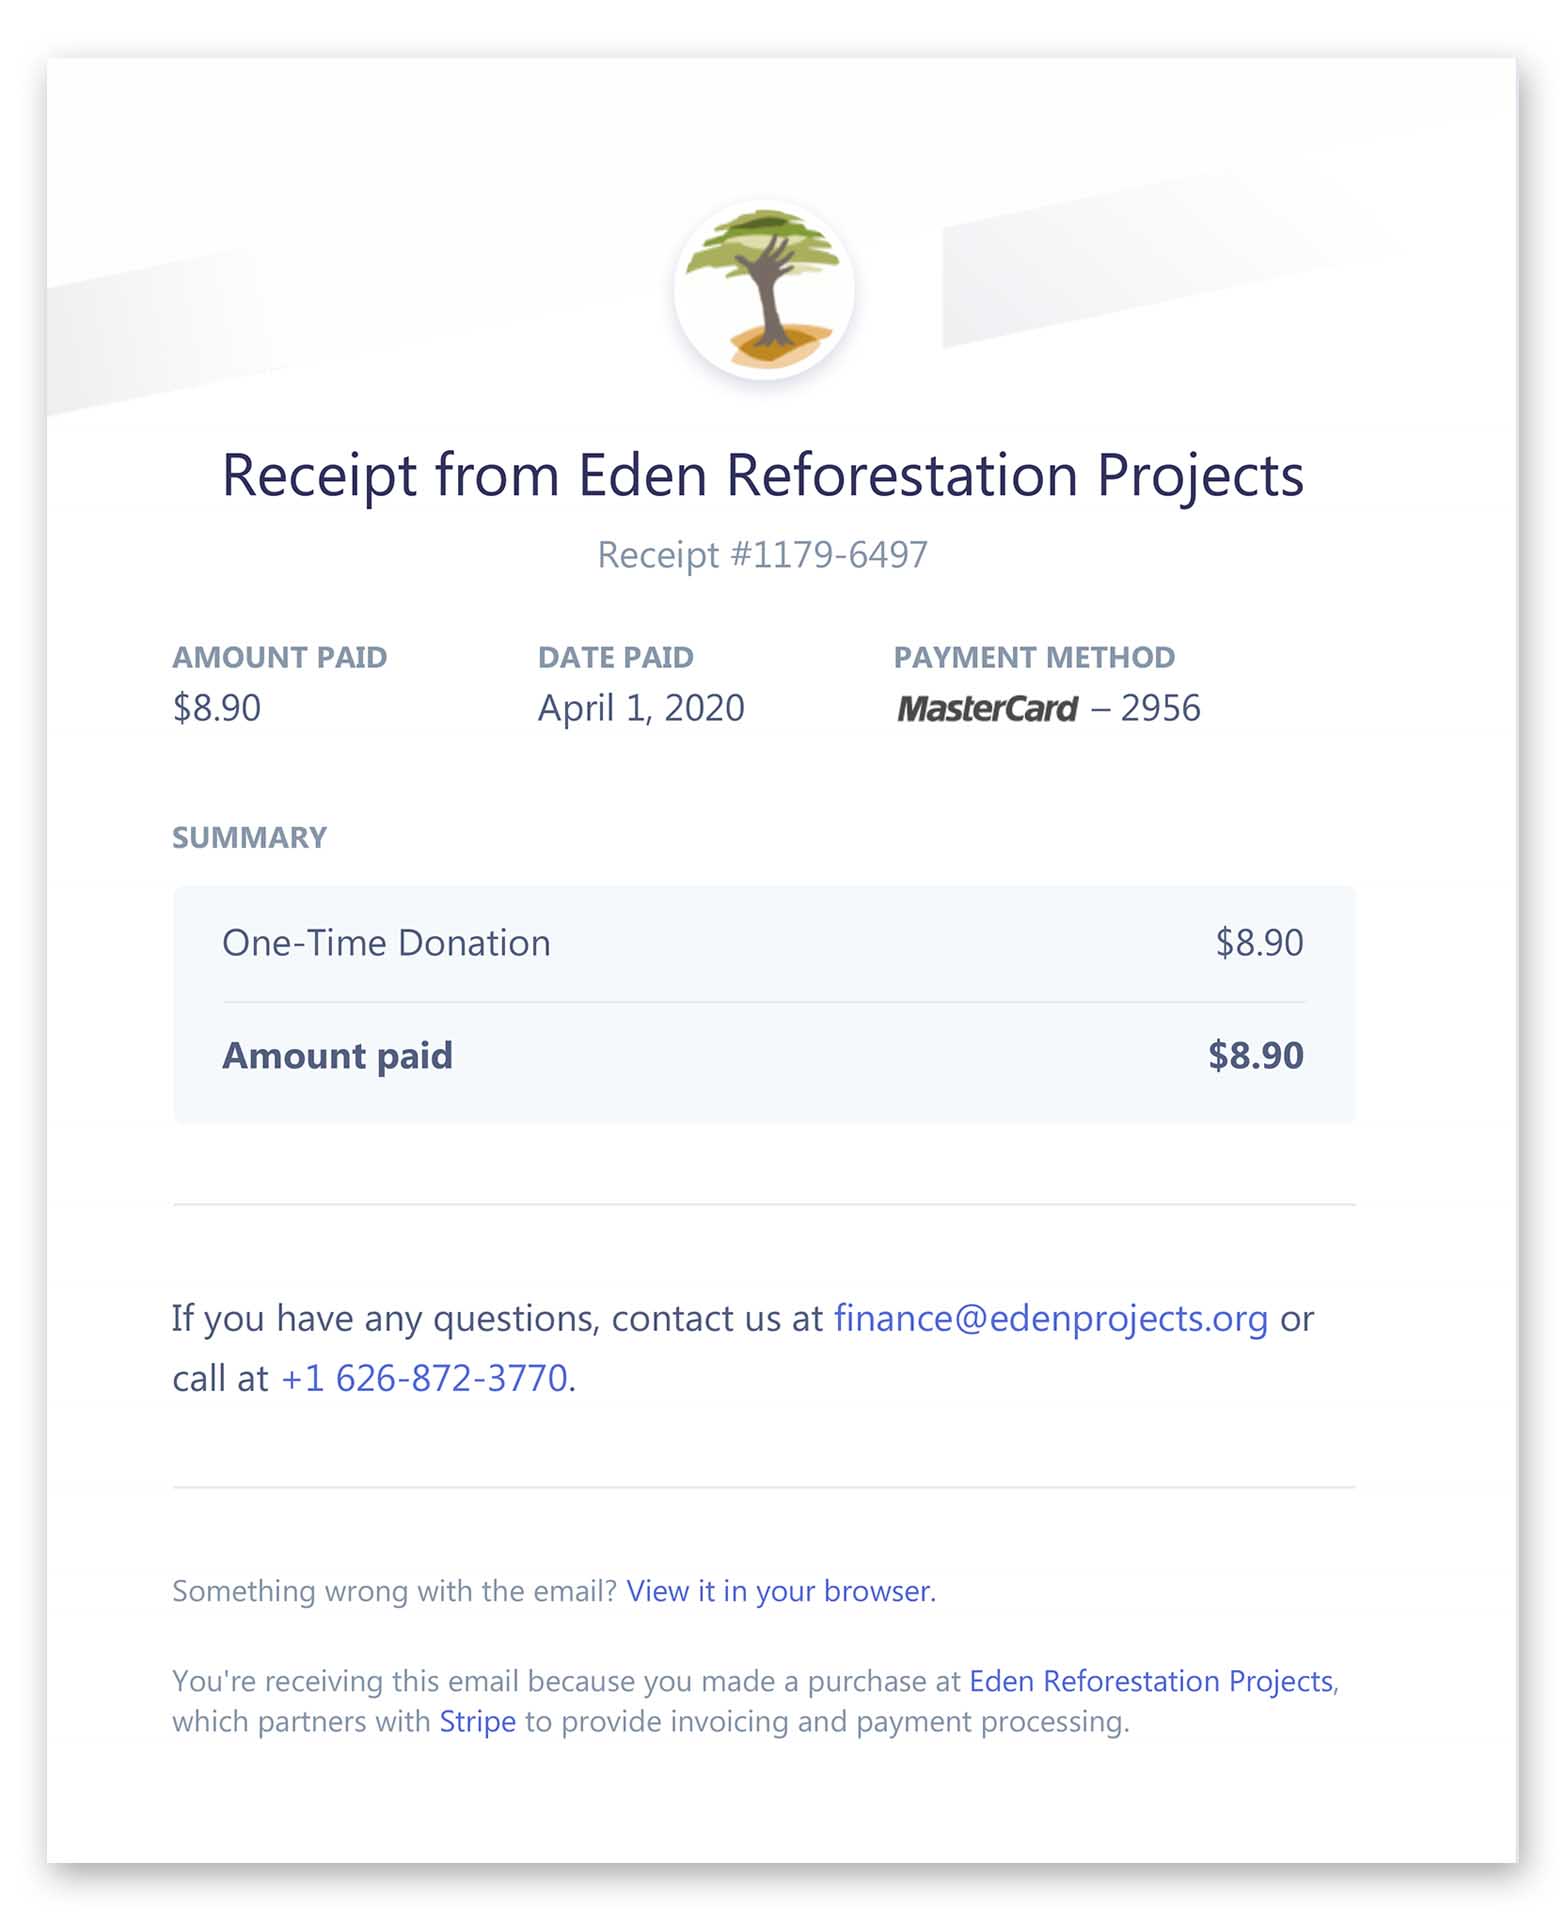 Receipt from Eden Reforestation Projects
Receipt #1179-6497
AMOUNT PAID DATE PAID PAYMENT METHOD
$8.90 April 1, 2020 MasterCard – 2956
SUMMARY
One-Time Donation $8.90
Amount paid $8.90
If you have any questions, contact us at finance@edenprojects.org or
call at +1 626-872-3770.
Something wrong with the email? View it in your browser.
You're receiving this email because you made a purchase at Eden Reforestation Projects,
which partners with Stripe to provide invoicing and payment processing.